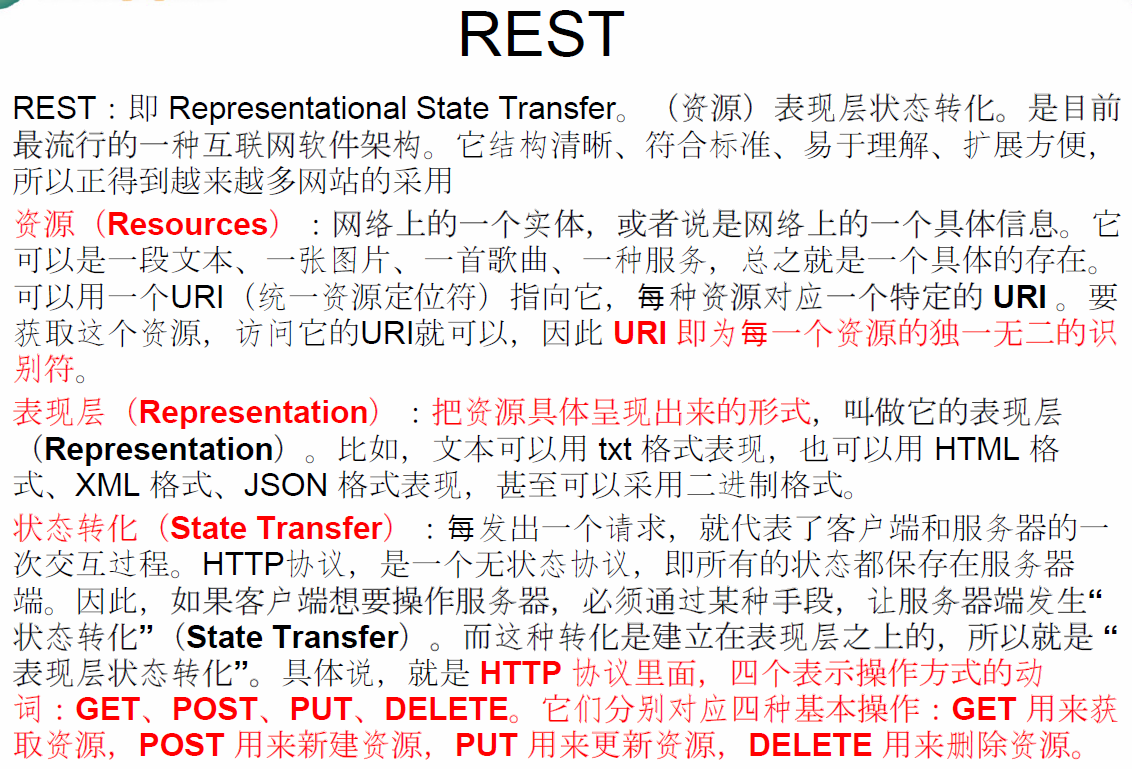 REST
REST：即 Representational State Transfer。（资源）表现层状态转化。是目前
最流行的一种互联网软件架构。它结构清晰、符合标准、易于理解、扩展方便，
所以正得到越来越多网站的采用
资源（Resources）：网络上的一个实体，或者说是网络上的一个具体信息。它
可以是一段文本、一张图片、一首歌曲、一种服务，总之就是一个具体的存在。
可以用一个URI（统一资源定位符）指向它，每种资源对应一个特定的 URI 。要
获取这个资源，访问它的URI就可以，因此 URI 即为每一个资源的独一无二的识
别符。
表现层（Representation）：把资源具体呈现出来的形式，叫做它的表现层
（Representation）。比如，文本可以用 txt 格式表现，也可以用 HTML 格
式、XML 格式、JSON 格式表现，甚至可以采用二进制格式。
状态转化（State Transfer）：每发出一个请求，就代表了客户端和服务器的一
次交互过程。HTTP协议，是一个无状态协议，即所有的状态都保存在服务器
端。因此，如果客户端想要操作服务器，必须通过某种手段，让服务器端发生“
状态转化”（State Transfer）。而这种转化是建立在表现层之上的，所以就是 “
表现层状态转化”。具体说，就是 HTTP 协议里面，四个表示操作方式的动
词：GET、POST、PUT、DELETE。它们分别对应四种基本操作：GET 用来获
取资源，POST 用来新建资源，PUT 用来更新资源，DELETE 用来删除资源。